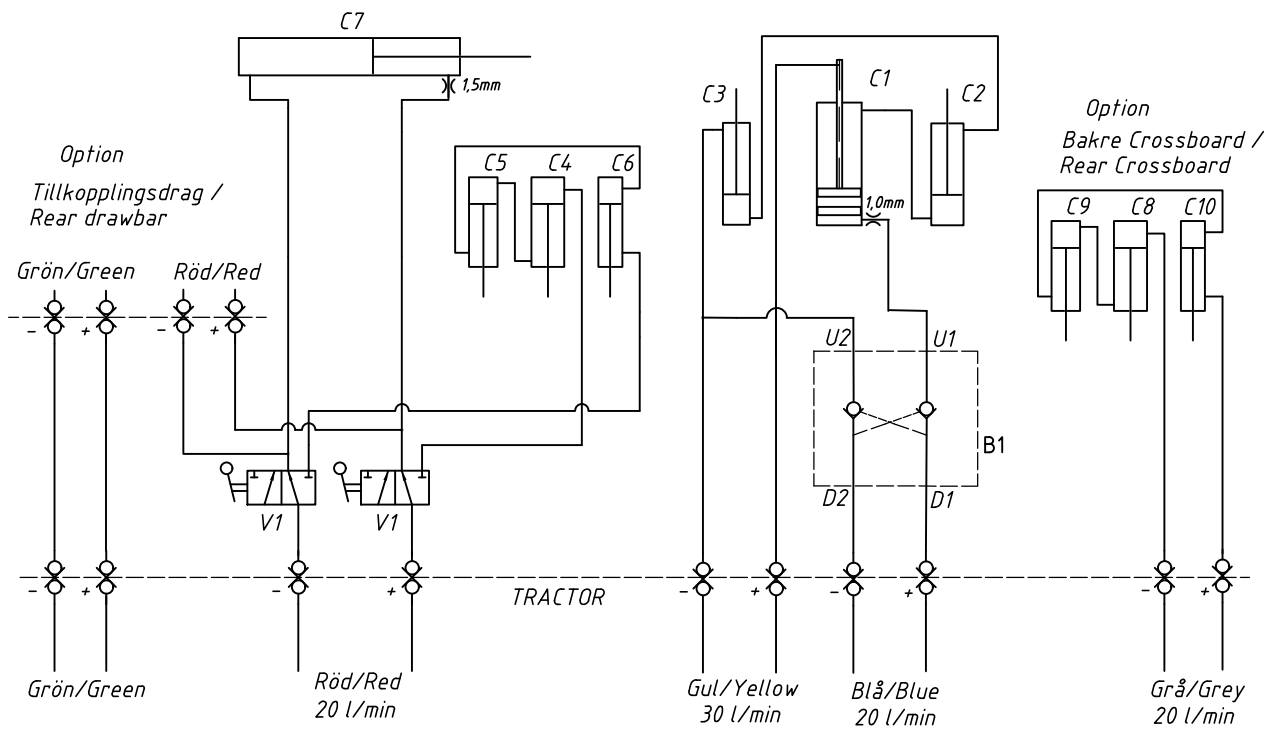 C7
1,5mm
Option
Tillkopplingsdrag /
Rear drawbar
Grön/Green
Röd/Red
- + - +
C5 C4 C6
C3 C1 C2
1,0mm
Option
Bakre Crossboard /
Rear Crossboard
C9 C8 C10
U2 U1
B1
D2 D1
V1 V1
- + - + - + - + - +
TRACTOR
Grön/Green
Röd/Red
20 l/min
Gul/Yellow
30 l/min
Blå/Blue
20 l/min
Grå/Grey
20 l/min